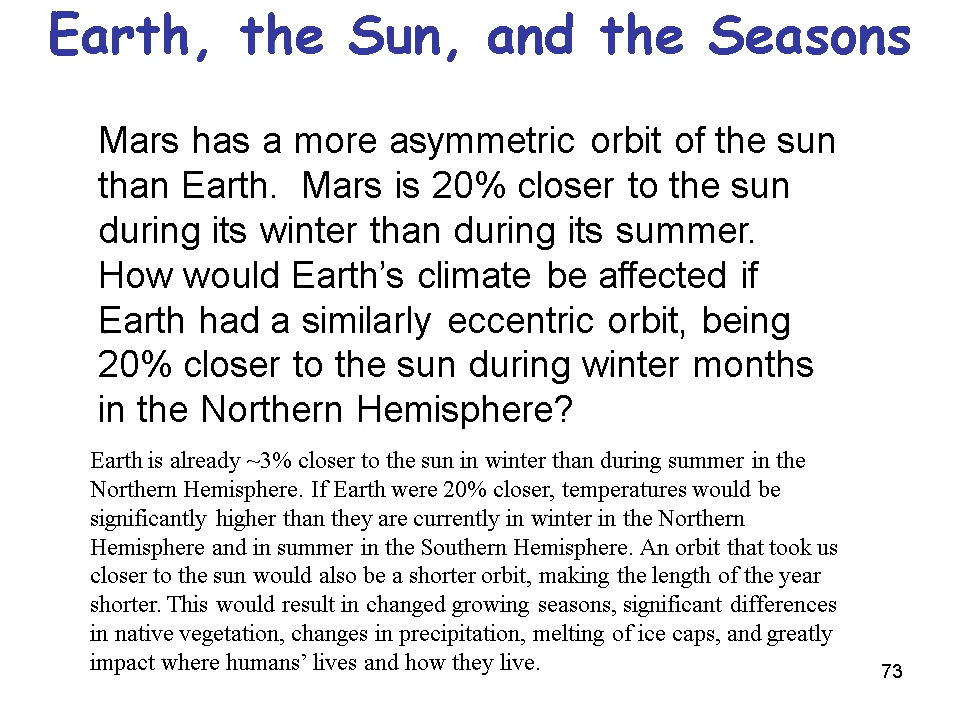 Earth, the Sun, and the Seasons
Mars has a more asymmetric orbit of the sun
than Earth.  Mars is 20% closer to the sun
during its winter than during its summer.
How would Earth’s climate be affected if
Earth had a similarly eccentric orbit, being
20% closer to the sun during winter months
in the Northern Hemisphere?
Earth is already ~3% closer to the sun in winter than during summer in the
Northern Hemisphere. If Earth were 20% closer, temperatures would be
significantly higher than they are currently in winter in the Northern
Hemisphere and in summer in the Southern Hemisphere. An orbit that took us
closer to the sun would also be a shorter orbit, making the length of the year
shorter. This would result in changed growing seasons, significant differences
in native vegetation, changes in precipitation, melting of ice caps, and greatly
impact where humans’ lives and how they live.
73